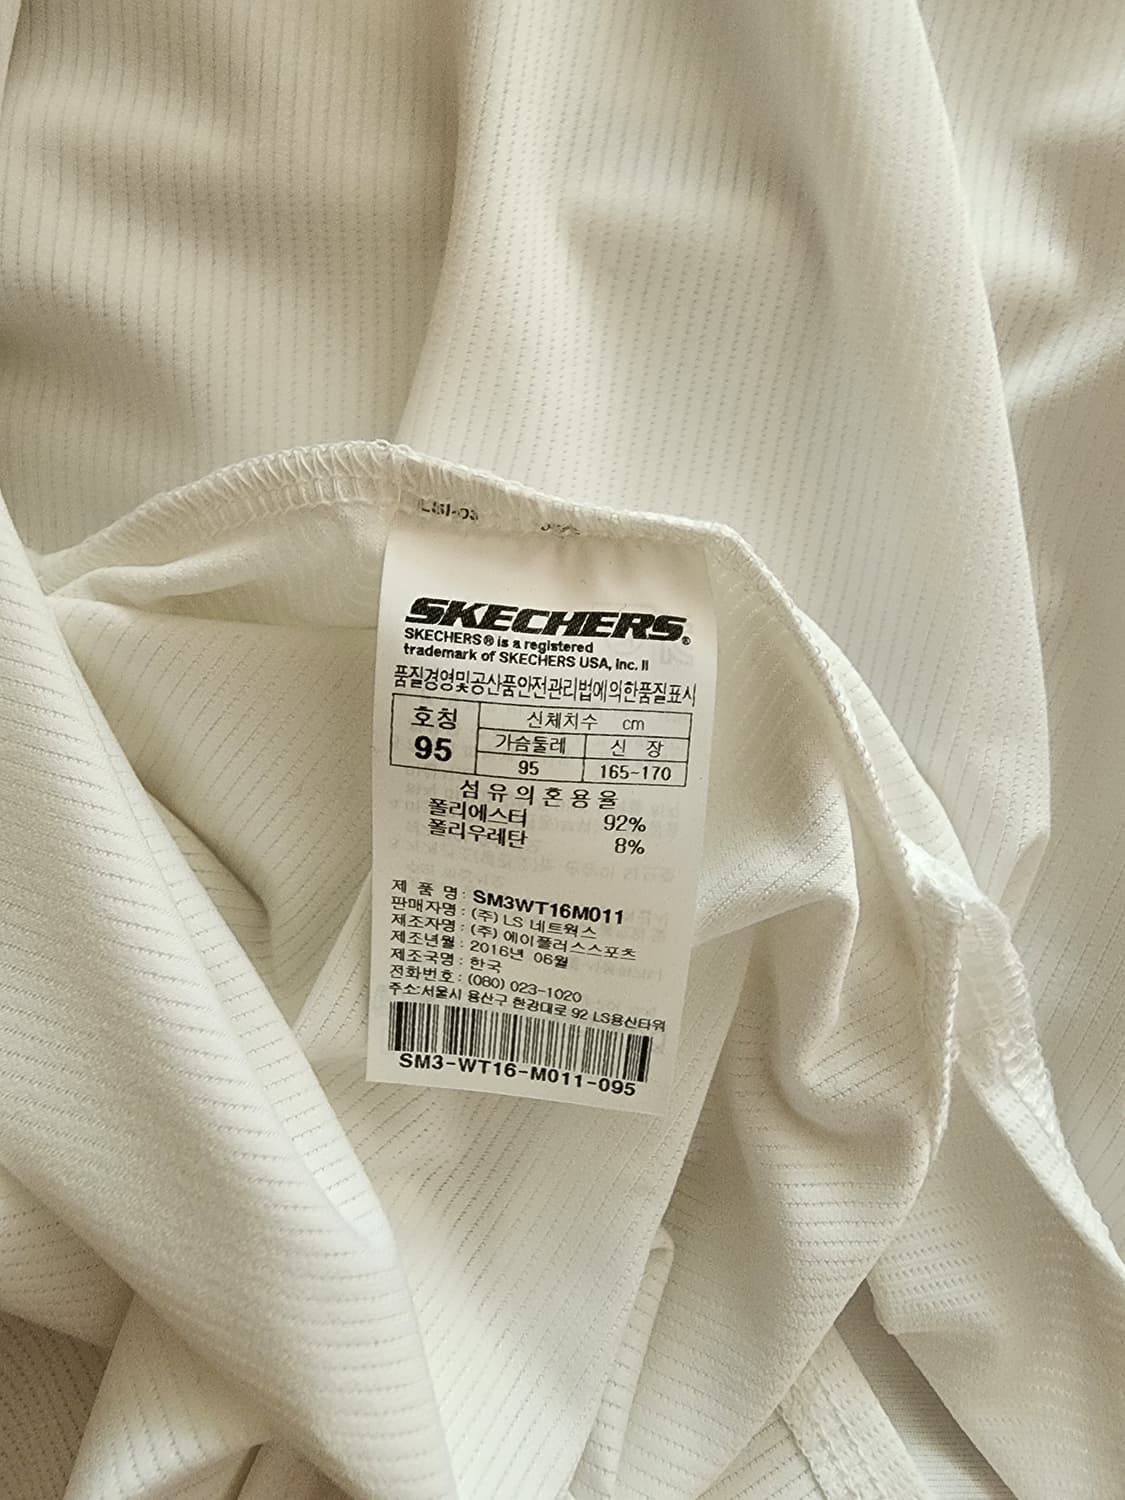 SKECHERS®
SKECHERS® is a registered
trademark of SKECHERS USA, Inc. II
품질경영및공산품안전관리법에의한품질표시
호칭 신체치수 cm
95 가슴둘레 신 장
95 165-170
섬유의혼용율
폴리에스터 92%
폴리우레탄 8%
제 품 명: SM3WT16M011
판매자명: (주) LS 네트웍스
제조자명: (주) 에이플러스스포츠
제조년월: 2016년 06월
제조국명: 한국
전화번호: (080) 023-1020
주소:서울시 용산구 한강대로 92 LS용산타워
SM3-WT16-M011-095